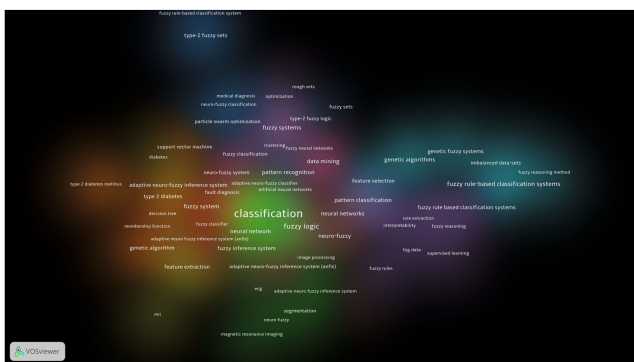 fuzzy rule-based classification system
type-2 fuzzy sets
rough sets
medical diagnosis
optimization
neuro-fuzzy classification
fuzzy sets
particle swarm optimization
type-2 fuzzy logic
fuzzy systems
support vector machine
clustering
fuzzy neural networks
diabetes
fuzzy classification
data mining
genetic fuzzy systems
genetic algorithms
imbalanced data-sets
neuro-fuzzy system
pattern recognition
fuzzy reasoning method
type 2 diabetes mellitus
adaptive neuro-fuzzy inference system
adaptive neuro-fuzzy classifier
feature selection
fuzzy rule-based classification systems
fault diagnosis
artificial neural networks
type 2 diabetes
pattern classification
fuzzy system
fuzzy rule based classification systems
decision tree
classification
neural networks
rule extraction
membership function
fuzzy classifier
fuzzy logic
interpretability
fuzzy reasoning
neural network
adaptive neuro fuzzy inference system (anfis)
neuro-fuzzy
genetic algorithm
fuzzy inference system
big data
supervised learning
image processing
feature extraction
adaptive neuro-fuzzy inference system (anfis)
fuzzy rules
ecg
adaptive neuro fuzzy inference system
mri
segmentation
neuro fuzzy
magnetic resonance imaging
VOSviewer